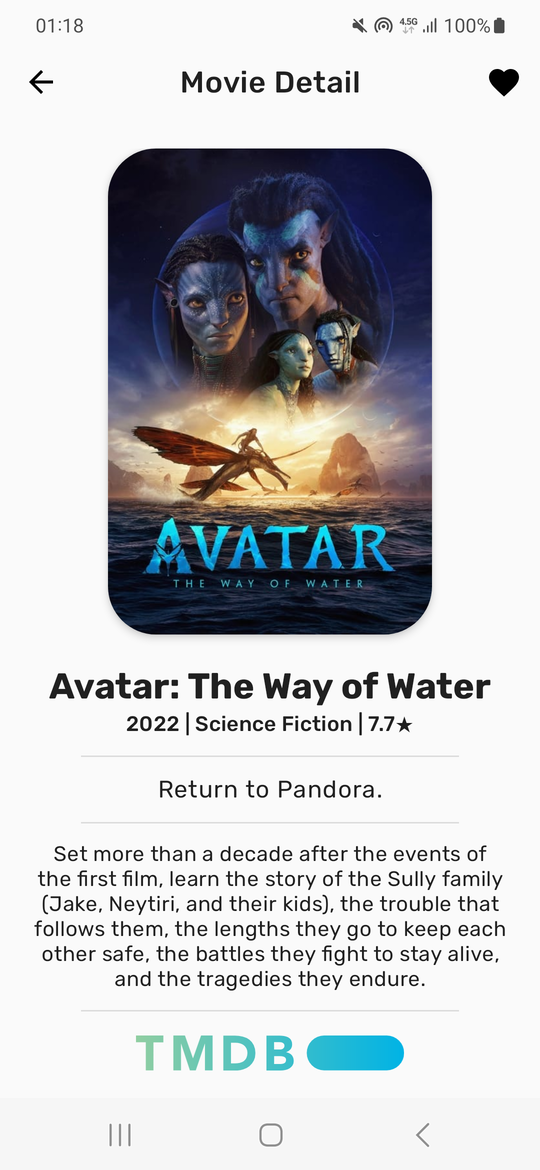 01:18
4.5G
100%
Movie Detail
AVATAR
THE WAY OF WATER
Avatar: The Way of Water
2022 | Science Fiction | 7.7★
Return to Pandora.
Set more than a decade after the events of
the first film, learn the story of the Sully family
(Jake, Neytiri, and their kids), the trouble that
follows them, the lengths they go to keep each
other safe, the battles they fight to stay alive,
and the tragedies they endure.
TMDB